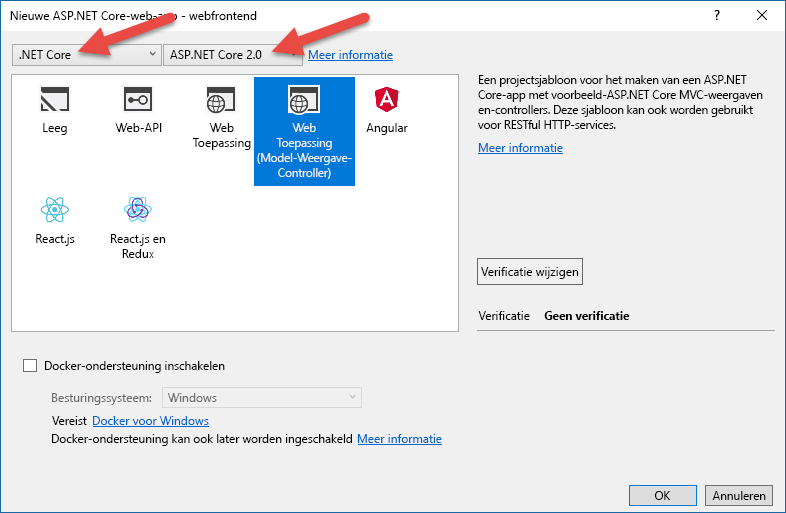 Nieuwe ASP.NET Core-web-app - webfrontend
.NET Core
ASP.NET Core 2.0
Meer informatie
Leeg
Web-API
Web
Toepassing
Web
Toepassing
(Model-Weergave-
Controller)
Angular
React.js
React.js en
Redux
Een projectsjabloon voor het maken van een ASP.NET
Core-app met voorbeeld-ASP.NET Core MVC-weergaven
en-controllers. Deze sjabloon kan ook worden gebruikt
voor RESTful HTTP-services.
Meer informatie
Verificatie wijzigen
Verificatie Geen verificatie
Docker-ondersteuning inschakelen
Besturingssysteem: Windows
Vereist Docker voor Windows
Docker-ondersteuning kan ook later worden ingeschakeld Meer informatie
OK
Annuleren